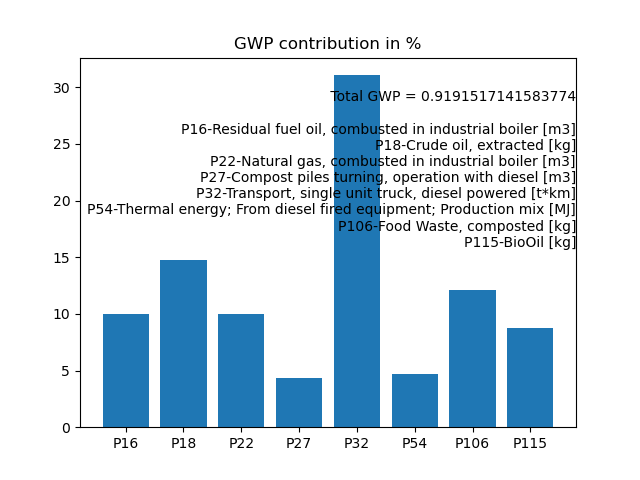 GWP contribution in %
30
25
20
15
10
5
0
Total GWP = 0.9191517141583774
P16-Residual fuel oil, combusted in industrial boiler [m3]
P18-Crude oil, extracted [kg]
P22-Natural gas, combusted in industrial boiler [m3]
P27-Compost piles turning, operation with diesel [m3]
P32-Transport, single unit truck, diesel powered [t*km]
P54-Thermal energy; From diesel fired equipment; Production mix [MJ]
P106-Food Waste, composted [kg]
P115-BioOil [kg]
P16 P18 P22 P27 P32 P54 P106 P115